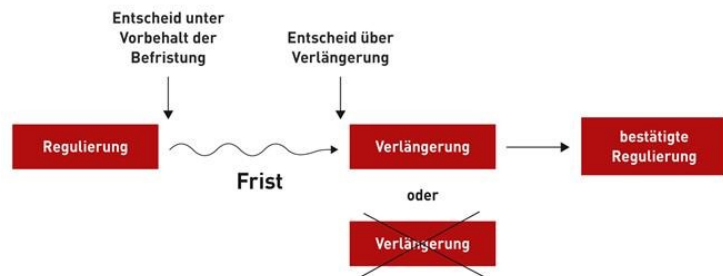 Entscheid unter
Vorbehalt der
Befristung
Entscheid über
Verlängerung
Regulierung
Frist
Verlängerung
bestätigte
Regulierung
oder
Verlängerung